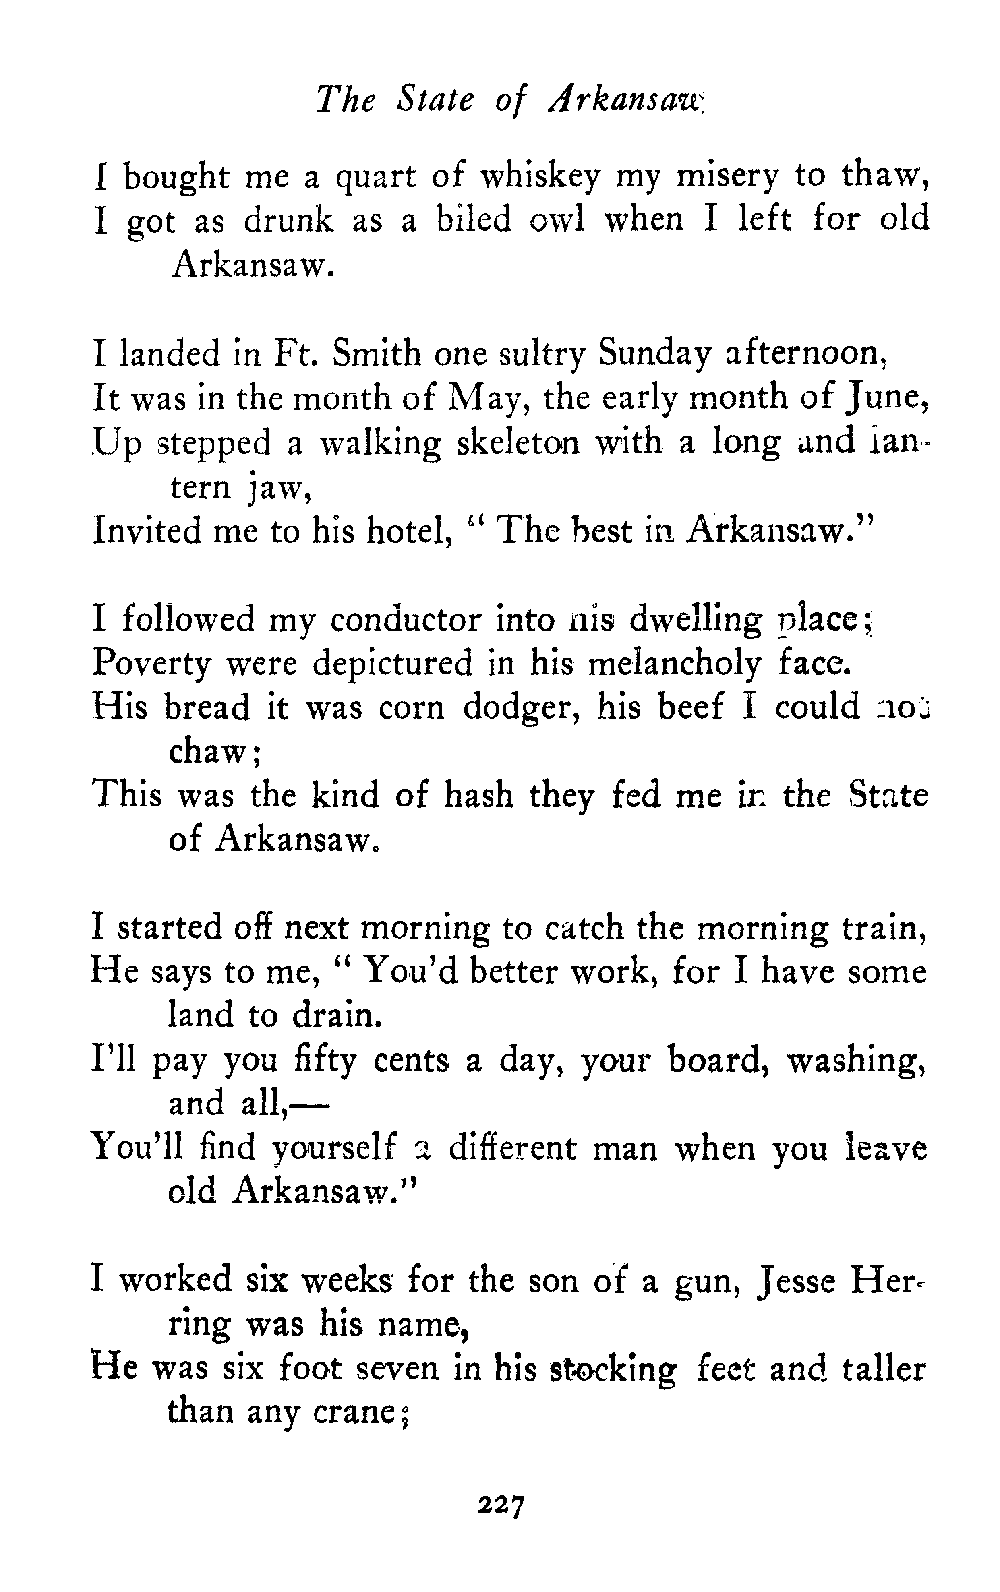 The State of Arkansaw
I bought me a quart of whiskey my misery to thaw,
I got as drunk as a biled owl when I left for old
Arkansaw.
I landed in Ft. Smith one sultry Sunday afternoon,
It was in the month of May, the early month of June,
Up stepped a walking skeleton with a long and lan-
tern jaw,
Invited me to his hotel, “ The best in Arkansaw.”
I followed my conductor into his dwelling place;
Poverty were depictured in his melancholy face.
His bread it was corn dodger, his beef I could not
chaw;
This was the kind of hash they fed me in the State
of Arkansaw.
I started off next morning to catch the morning train,
He says to me, “ You’d better work, for I have some
land to drain.
I’ll pay you fifty cents a day, your board, washing,
and all,—
You’ll find yourself a different man when you leave
old Arkansaw.”
I worked six weeks for the son of a gun, Jesse Her-
ring was his name,
He was six foot seven in his stocking feet and taller
than any crane;
227